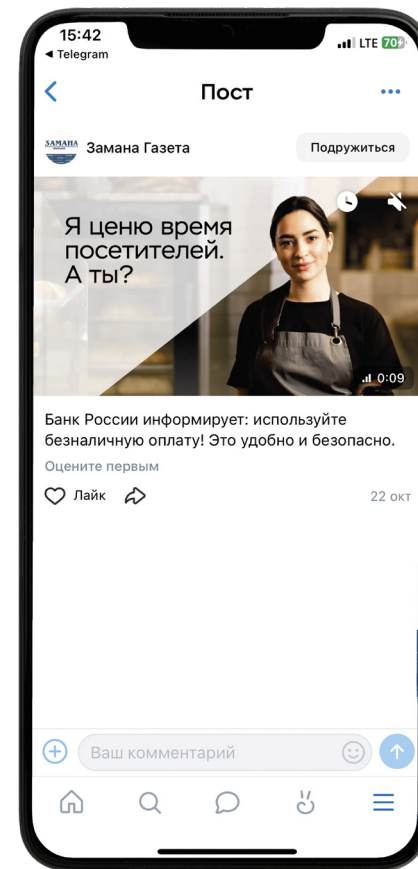 15:42
LTE 70
◄ Telegram
Пост
ЗАМАНА
Замана Газета
Подружиться
Я ценю время
посетителей.
А ты?
0:09
Банк России информирует: используйте
безналичную оплату! Это удобно и безопасно.
Оцените первым
Лайк
22 окт
Ваш комментарий